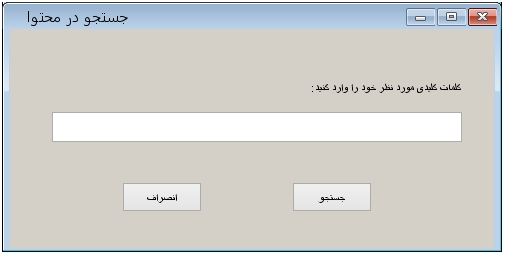 جستجو در محتوا
کلمات کلیدی مورد نظر خود را وارد کنید:
جستجو
انصراف